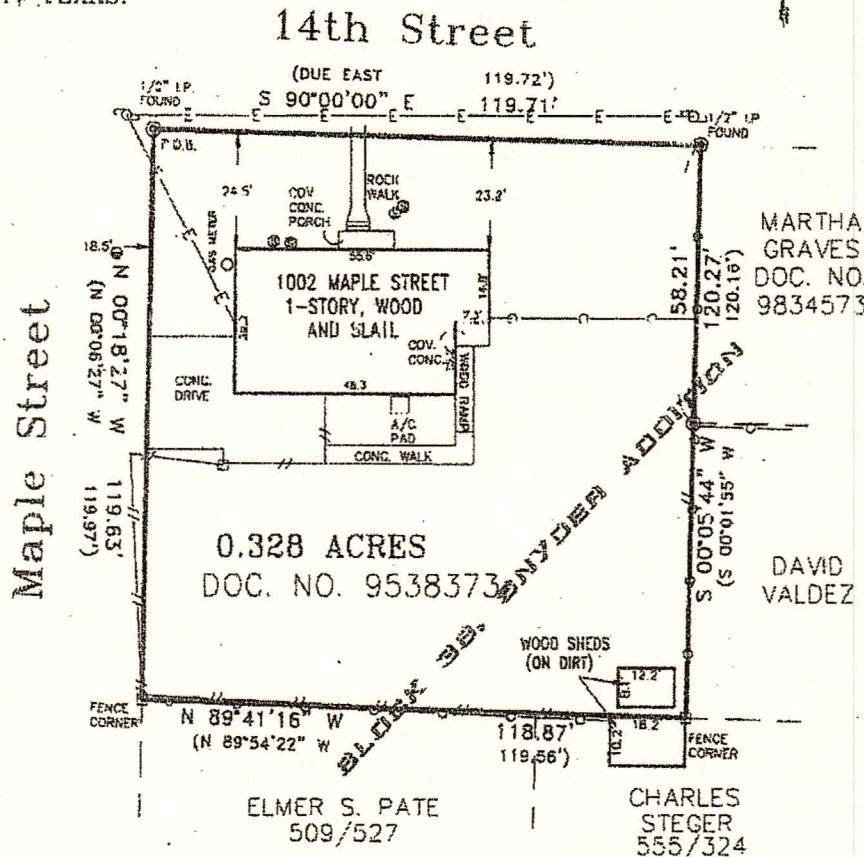 14th Street
(DUE EAST 119.72')
S 90°00'00" E 119.71'
1/2" I.P.
FOUND
1/2" I.P.
FOUND
E E E E E E E E
P.O.B.
24.5'
COV.
CONC.
PORCH
ROCK
WALK
23.2'
GAS METER
18.5'
55.6'
1002 MAPLE STREET
1-STORY, WOOD
AND
COV.
CONC.
WOOD RAMP
48.3
CONC.
DRIVE
A/C
PAD
CONC. WALK
Maple Street
N 00°18'27" W 119.63'
(N 00°06'27" W 119.97')
58.21'
120.27'
120.16')
S 00°05'44" W
(S 00°01'55" W
MARTHA
GRAVES
DOC. NO.
9834573
DAVID
VALDEZ
0.328 ACRES
DOC. NO. 9538373
BLOCK 39, SNYDER ADDITION
WOOD SHEDS
(ON DIRT)
12.2'
8.1'
18.2'
10.2'
FENCE
CORNER
FENCE
CORNER
N 89°41'16" W 118.87'
(N 89°54'22" W 119.56')
ELMER S. PATE
509/527
CHARLES
STEGER
555/324